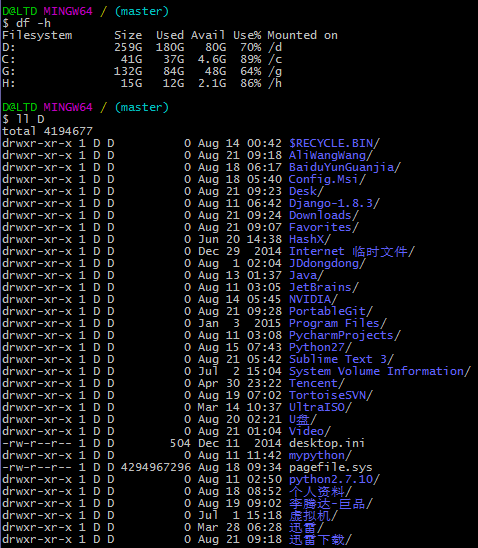 D@LTD MINGW64 / (master)
$ df -h
Filesystem      Size  Used Avail Use% Mounted on
D:              259G  180G   80G  70% /d
C:               41G   37G  4.6G  89% /c
G:              132G   84G   48G  64% /g
H:               15G   12G  2.1G  86% /h
D@LTD MINGW64 / (master)
$ ll D
total 4194677
drwxr-xr-x 1 D D          0 Aug 14 00:42 $RECYCLE.BIN/
drwxr-xr-x 1 D D          0 Aug 21 09:18 AliWangWang/
drwxr-xr-x 1 D D          0 Aug 18 06:17 BaiduYunGuanjia/
drwxr-xr-x 1 D D          0 Aug 18 05:40 Config.Msi/
drwxr-xr-x 1 D D          0 Aug 21 09:23 Desk/
drwxr-xr-x 1 D D          0 Aug 11 06:42 Django-1.8.3/
drwxr-xr-x 1 D D          0 Aug 21 09:24 Downloads/
drwxr-xr-x 1 D D          0 Aug 21 09:07 Favorites/
drwxr-xr-x 1 D D          0 Jun 20 14:38 HashX/
drwxr-xr-x 1 D D          0 Dec 29  2014 Internet 临时文件/
drwxr-xr-x 1 D D          0 Aug  1 02:04 JDdongdong/
drwxr-xr-x 1 D D          0 Aug 13 01:37 Java/
drwxr-xr-x 1 D D          0 Aug 11 03:05 JetBrains/
drwxr-xr-x 1 D D          0 Aug 14 05:45 NVIDIA/
drwxr-xr-x 1 D D          0 Aug 21 09:28 PortableGit/
drwxr-xr-x 1 D D          0 Jan  3  2015 Program Files/
drwxr-xr-x 1 D D          0 Aug 11 03:08 PycharmProjects/
drwxr-xr-x 1 D D          0 Aug 15 07:43 Python27/
drwxr-xr-x 1 D D          0 Aug 21 05:42 Sublime Text 3/
drwxr-xr-x 1 D D          0 Jul  2 15:04 System Volume Information/
drwxr-xr-x 1 D D          0 Apr 30 23:22 Tencent/
drwxr-xr-x 1 D D          0 Aug 19 07:02 TortoiseSVN/
drwxr-xr-x 1 D D          0 Mar 14 10:37 UltraISO/
drwxr-xr-x 1 D D          0 Aug 20 02:21 U盘/
drwxr-xr-x 1 D D          0 Aug 21 01:04 Video/
-rw-r--r-- 1 D D        504 Dec 11  2014 desktop.ini
drwxr-xr-x 1 D D          0 Aug 11 11:42 mypython/
-rw-r--r-- 1 D D 4294967296 Aug 18 09:34 pagefile.sys
drwxr-xr-x 1 D D          0 Aug 11 02:50 python2.7.10/
drwxr-xr-x 1 D D          0 Aug 18 08:52 个人资料/
drwxr-xr-x 1 D D          0 Aug 19 09:02 李腾达-巨品/
drwxr-xr-x 1 D D          0 Jul  1 15:18 虚拟机/
drwxr-xr-x 1 D D          0 Mar 28 06:28 迅雷/
drwxr-xr-x 1 D D          0 Aug 21 09:18 迅雷下载/